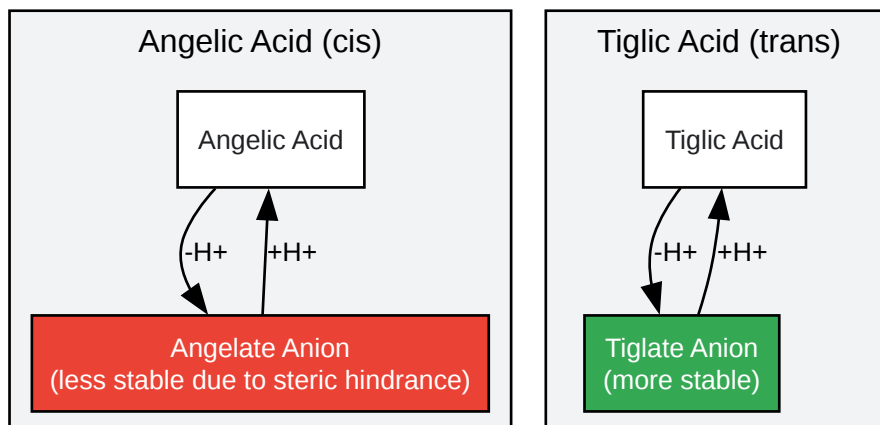 Angelic Acid (cis)
Angelic Acid
-H+
+H+
Angelate Anion
(less stable due to steric hindrance)
Tiglic Acid (trans)
Tiglic Acid
-H+
+H+
Tiglate Anion
(more stable)